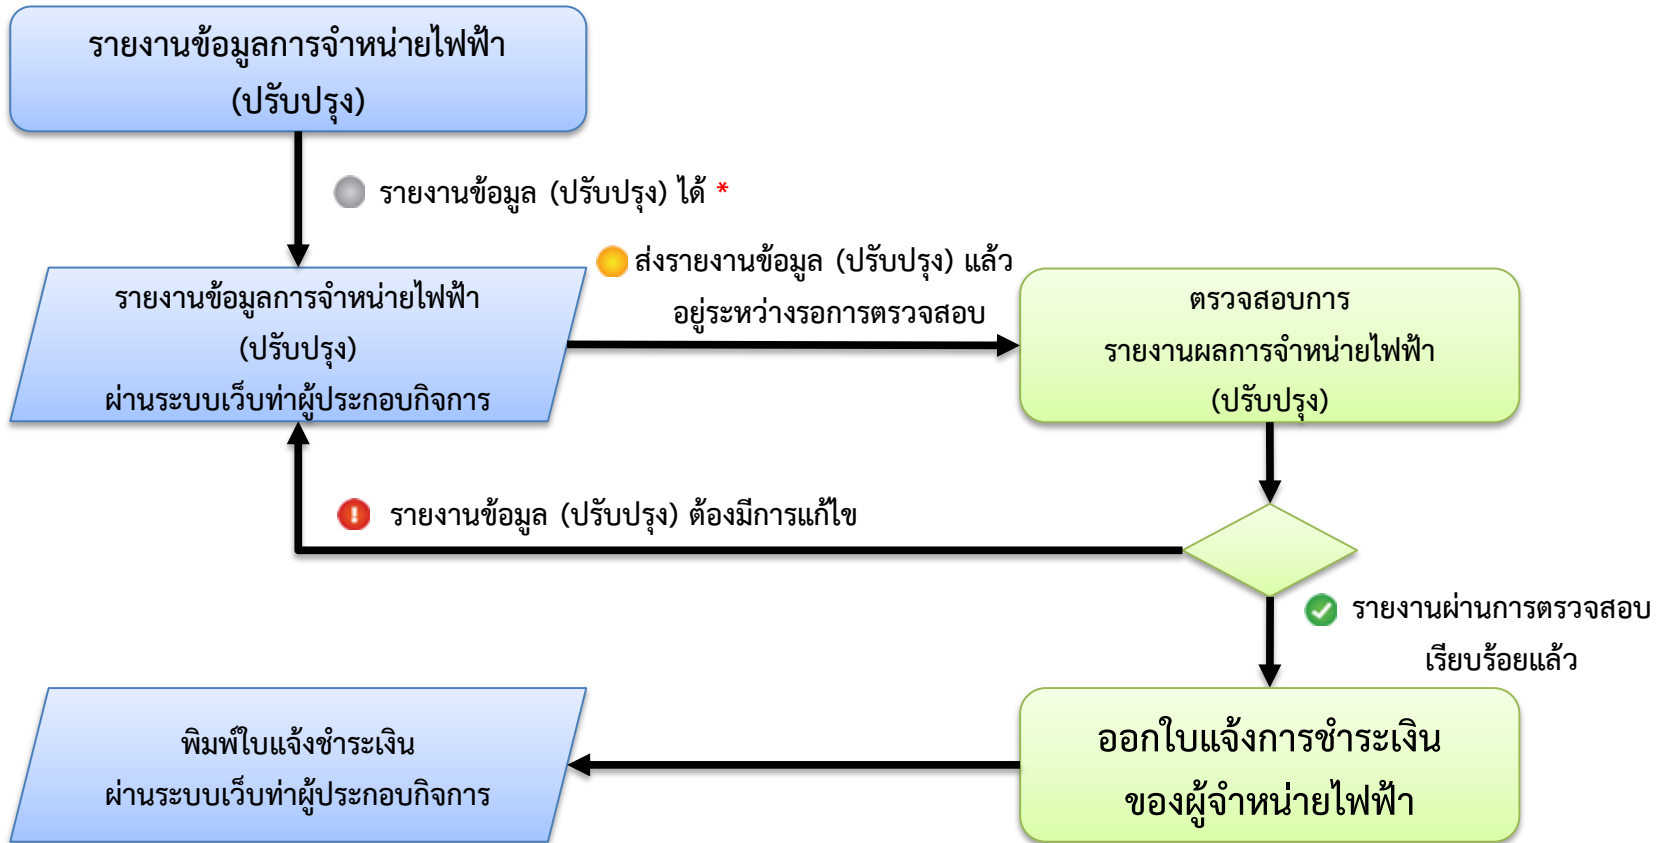 รายงานข้อมูลการจำหน่ายไฟฟ้า
(ปรับปรุง)
รายงานข้อมูล (ปรับปรุง) ได้ *
ส่งรายงานข้อมูล (ปรับปรุง) แล้ว
อยู่ระหว่างรอการตรวจสอบ
รายงานข้อมูลการจำหน่ายไฟฟ้า
(ปรับปรุง)
ผ่านระบบเว็บท่าผู้ประกอบกิจการ
ตรวจสอบการ
รายงานผลการจำหน่ายไฟฟ้า
(ปรับปรุง)
รายงานข้อมูล (ปรับปรุง) ต้องมีการแก้ไข
รายงานผ่านการตรวจสอบ
เรียบร้อยแล้ว
ออกใบแจ้งการชำระเงิน
ของผู้จำหน่ายไฟฟ้า
พิมพ์ใบแจ้งชำระเงิน
ผ่านระบบเว็บท่าผู้ประกอบกิจการ